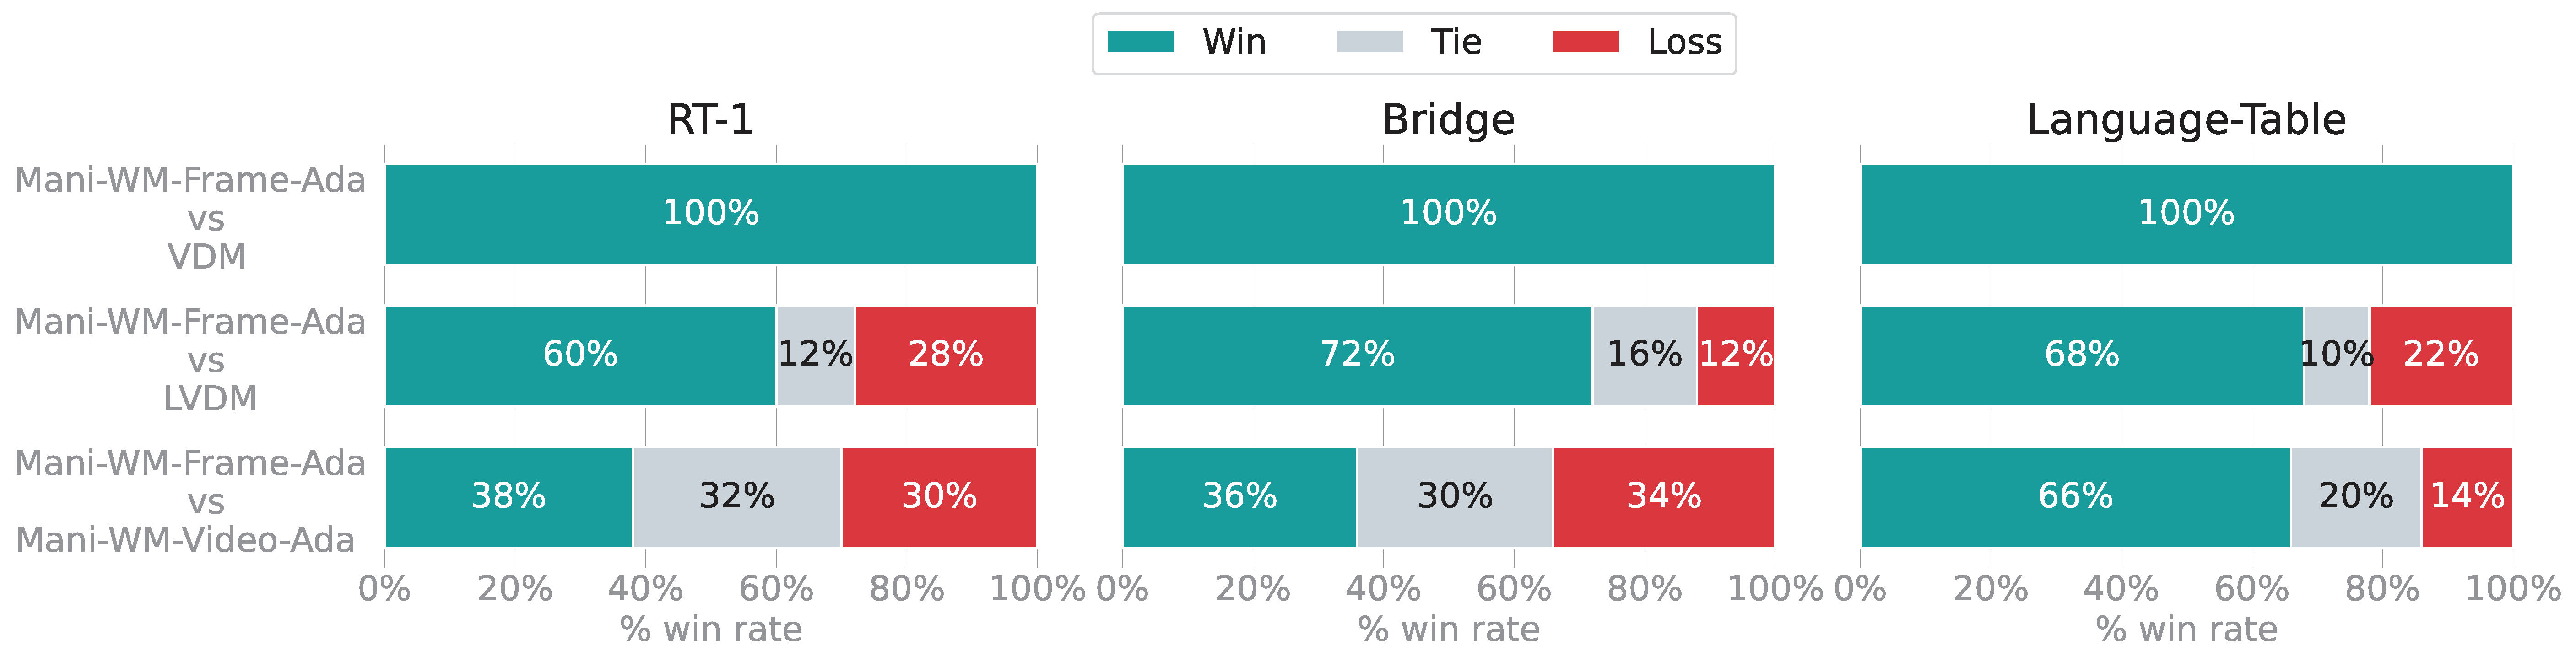 Win Tie Loss
RT-1 Bridge Language-Table
Mani-WM-Frame-Ada
vs
VDM
100% 100% 100%
Mani-WM-Frame-Ada
vs
LVDM
60% 12% 28% 72% 16% 12% 68% 10% 22%
Mani-WM-Frame-Ada
vs
Mani-WM-Video-Ada
38% 32% 30% 36% 30% 34% 66% 20% 14%
0% 20% 40% 60% 80% 100% 0% 20% 40% 60% 80% 100% 0% 20% 40% 60% 80% 100%
% win rate % win rate % win rate